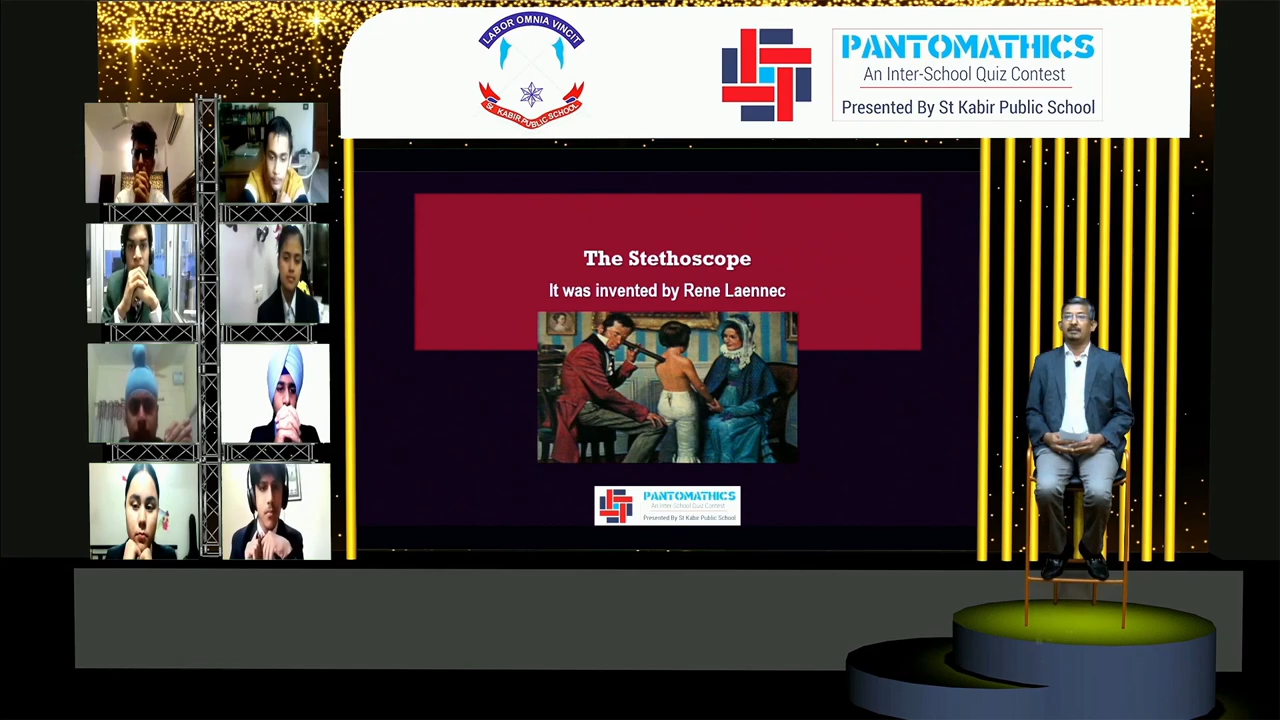 LABOR OMNIA VINCIT
ST KABIR PUBLIC SCHOOL
PANTOMATHICS
An Inter-School Quiz Contest
Presented By St Kabir Public School
The Stethoscope
It was invented by Rene Laennec
PANTOMATHICS
An Inter School Quiz Contest
Presented By St Kabir Public School